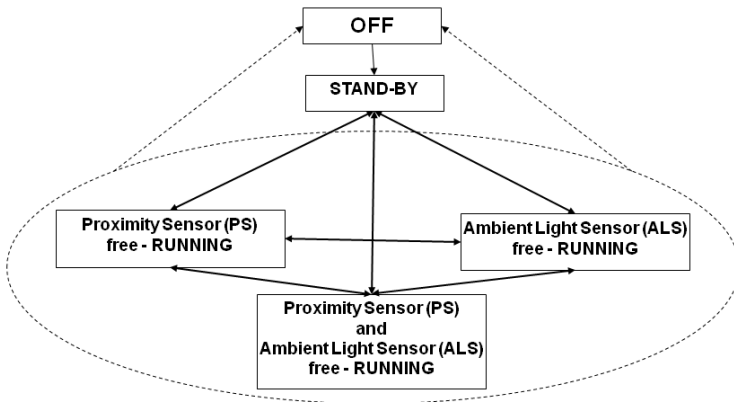 OFF
STAND-BY
Proximity Sensor (PS)
free - RUNNING
Ambient Light Sensor (ALS)
free - RUNNING
Proximity Sensor (PS)
and
Ambient Light Sensor (ALS)
free - RUNNING